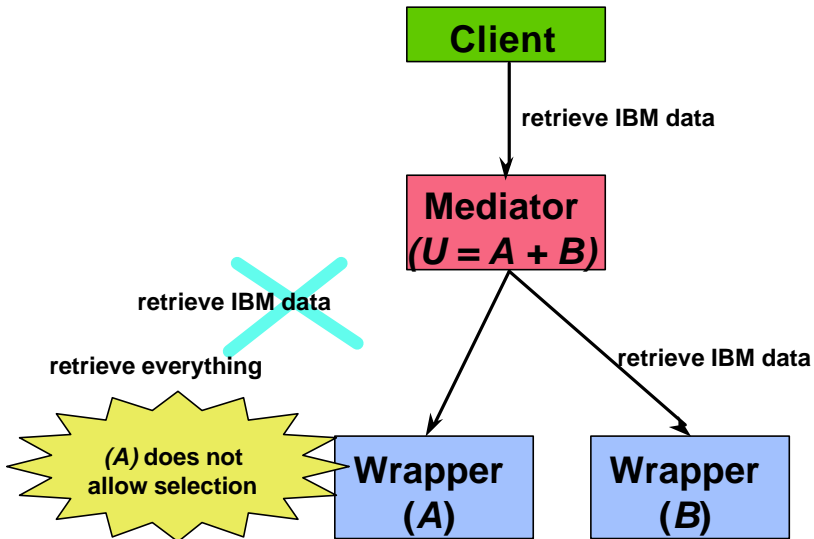 Client
retrieve IBM data
Mediator
(U = A + B)
retrieve IBM data
retrieve everything
retrieve IBM data
(A) does not
allow selection
Wrapper
(A)
Wrapper
(B)